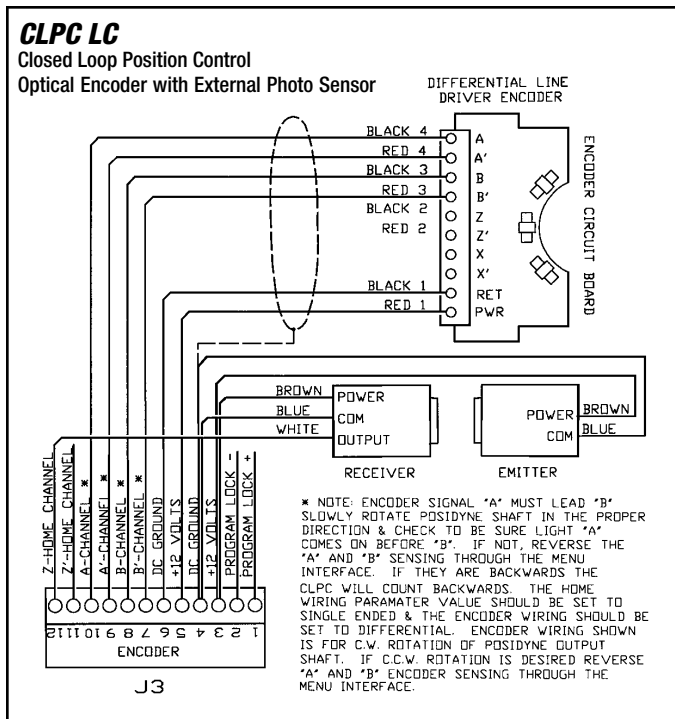 CLPC LC
Closed Loop Position Control
Optical Encoder with External Photo Sensor
DIFFERENTIAL LINE
DRIVER ENCODER
BLACK 4 A
RED 4 A'
BLACK 3 B
RED 3 B'
BLACK 2 Z
RED 2 Z'
X
X'
BLACK 1 RET
RED 1 PWR
ENCODER CIRCUIT BOARD
BROWN POWER
BLUE COM
WHITE OUTPUT
RECEIVER
POWER BROWN
COM BLUE
EMITTER
Z-HOME CHANNEL
Z'-HOME CHANNEL
A-CHANNEL *
A'-CHANNEL *
B-CHANNEL *
B'-CHANNEL *
DC GROUND
+12 VOLTS
DC GROUND
+12 VOLTS
PROGRAM LOCK -
PROGRAM LOCK +
12 11 10 9 8 7 6 5 4 3 2 1
ENCODER
J3
* NOTE: ENCODER SIGNAL "A" MUST LEAD "B"
SLOWLY ROTATE POSIDYNE SHAFT IN THE PROPER
DIRECTION & CHECK TO BE SURE LIGHT "A"
COMES ON BEFORE "B". IF NOT, REVERSE THE
"A" AND "B" SENSING THROUGH THE MENU
INTERFACE. IF THEY ARE BACKWARDS THE
CLPC WILL COUNT BACKWARDS. THE HOME
WIRING PARAMATER VALUE SHOULD BE SET TO
SINGLE ENDED & THE ENCODER WIRING SHOULD BE
SET TO DIFFERENTIAL. ENCODER WIRING SHOWN
IS FOR C.W. ROTATION OF POSIDYNE OUTPUT
SHAFT. IF C.C.W. ROTATION IS DESIRED REVERSE
"A" AND "B" ENCODER SENSING THROUGH THE
MENU INTERFACE.